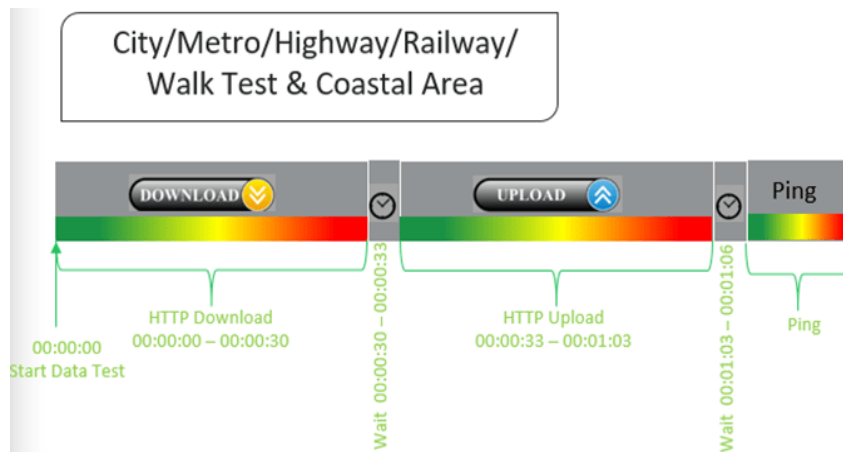 City/Metro/Highway/Railway/
Walk Test & Coastal Area
DOWNLOAD
UPLOAD
Ping
00:00:00
Start Data Test
HTTP Download
00:00:00 – 00:00:30
Wait 00:00:30 – 00:00:33
HTTP Upload
00:00:33 – 00:01:03
Wait 00:01:03 – 00:01:06
Ping